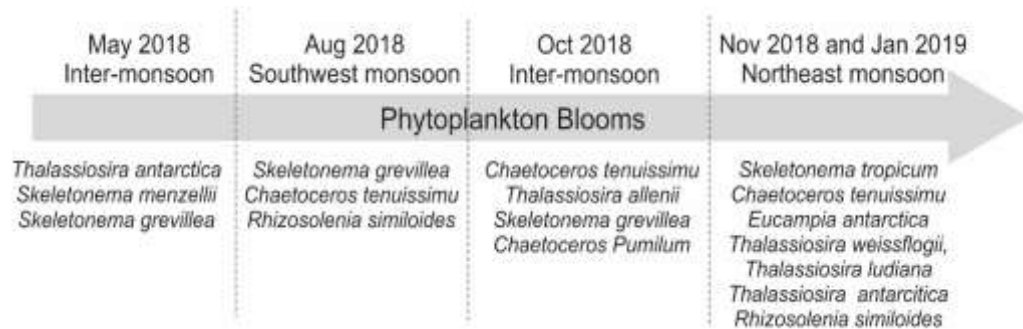 May 2018
Inter-monsoon
Aug 2018
Southwest monsoon
Oct 2018
Inter-monsoon
Nov 2018 and Jan 2019
Northeast monsoon
Phytoplankton Blooms
Thalassiosira antarctica
Skeletonema menzellii
Skeletonema grevillea
Skeletonema grevillea
Chaetoceros tenuissimu
Rhizosolenia similoides
Chaetoceros tenuissimu
Thalassiosira allenii
Skeletonema grevillea
Chaetoceros Pumilum
Skeletonema tropicum
Chaetoceros tenuissimu
Eucampia antarctica
Thalassiosira weissflogii,
Thalassiosira ludiana
Thalassiosira antarcitica
Rhizosolenia similoides